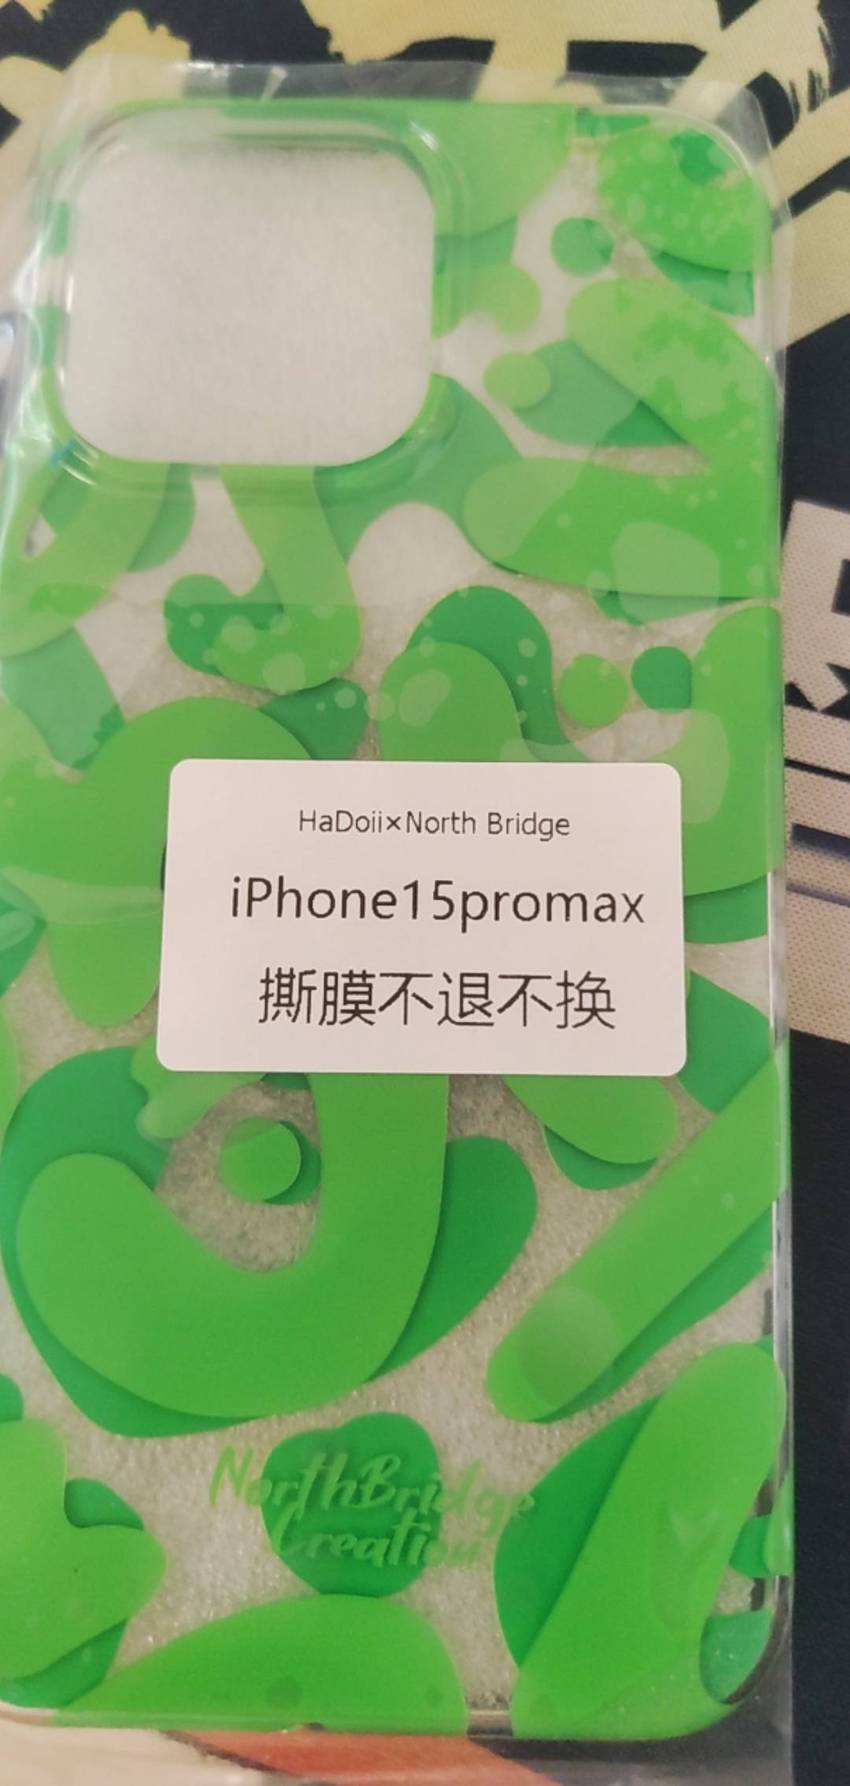 HaDoii×North Bridge
iPhone15promax
撕膜不退不换
NorthBridge
Creation